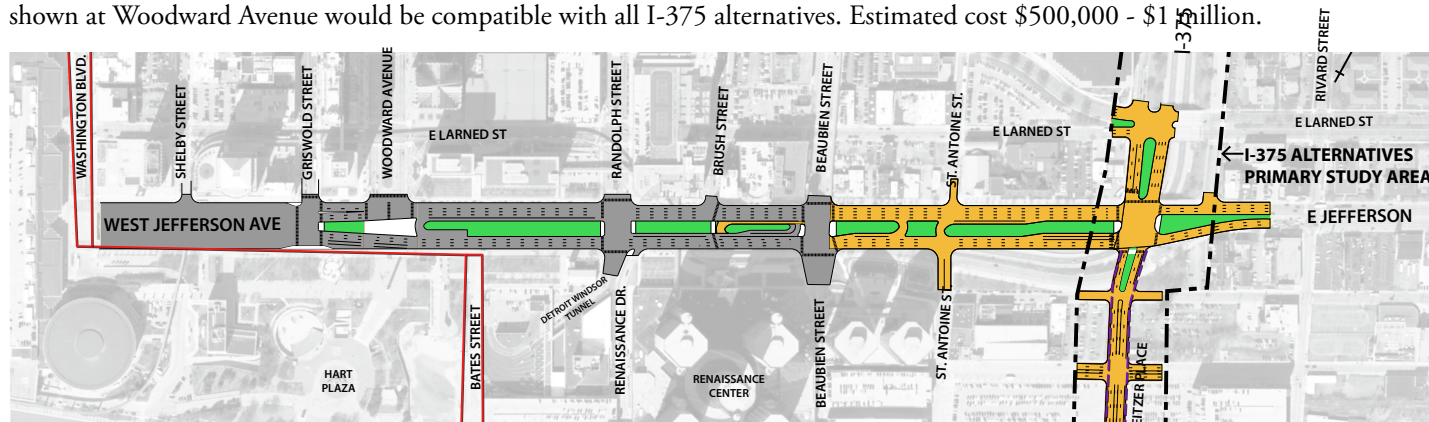 shown at Woodward Avenue would be compatible with all I-375 alternatives. Estimated cost $500,000 - $1 million.
I-375
RIVARD STREET
WASHINGTON BLVD.
SHELBY STREET
GRISWOLD STREET
WOODWARD AVENUE
E LARNED ST
RANDOLPH STREET
BRUSH STREET
BEAUBIEN STREET
ST. ANTOINE ST.
E LARNED ST
E LARNED ST
I-375 ALTERNATIVES
PRIMARY STUDY AREA
WEST JEFFERSON AVE
E JEFFERSON
DETROIT WINDSOR
TUNNEL
BATES STREET
RENAISSANCE DR.
BEAUBIEN STREET
ST. ANTOINE ST.
HART
PLAZA
RENAISSANCE
CENTER
EITZER PLACE